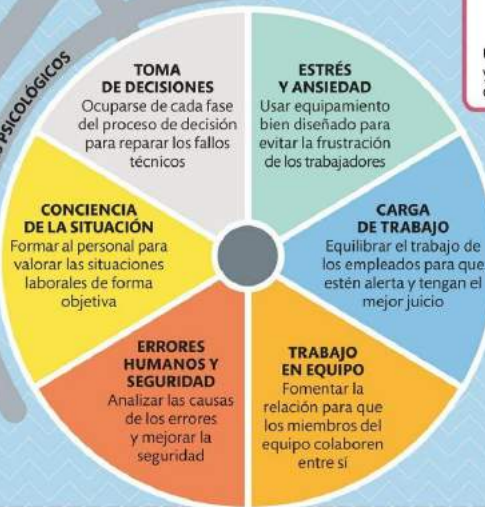 PSICOLÓGICOS
TOMA
DE DECISIONES
Ocuparse de cada fase
del proceso de decisión
para reparar los fallos
técnicos
ESTRÉS
Y ANSIEDAD
Usar equipamiento
bien diseñado para
evitar la frustración
de los trabajadores
CONCIENCIA
DE LA SITUACIÓN
Formar al personal para
valorar las situaciones
laborales de forma
objetiva
CARGA
DE TRABAJO
Equilibrar el trabajo de
los empleados para que
estén alerta y tengan el
mejor juicio
ERRORES
HUMANOS Y
SEGURIDAD
Analizar las causas
de los errores
y mejorar la
seguridad
TRABAJO
EN EQUIPO
Fomentar la
relación para que
los miembros del
equipo colaboren
entre sí